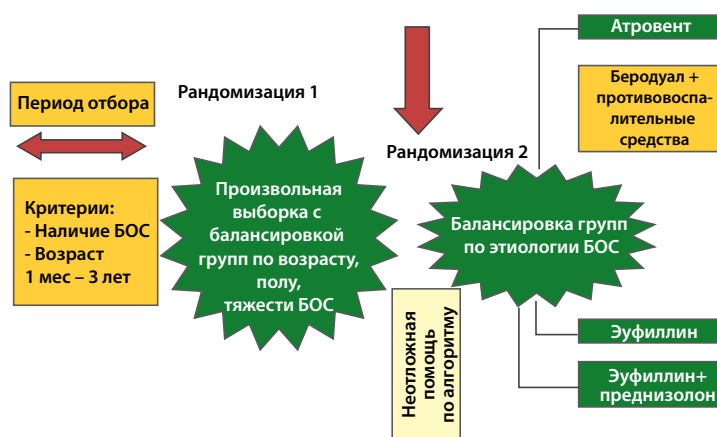 Период отбора
Критерии:
- Наличие БОС
- Возраст
1 мес – 3 лет
Рандомизация 1
Произвольная
выборка с
балансировкой
групп по возрасту,
полу,
тяжести БОС
Неотложная
помощь
по алгоритму
Рандомизация 2
Балансировка групп
по этиологии БОС
Атровент
Беродуал +
противовоспа-
лительные
средства
Эуфиллин
Эуфиллин+
преднизолон